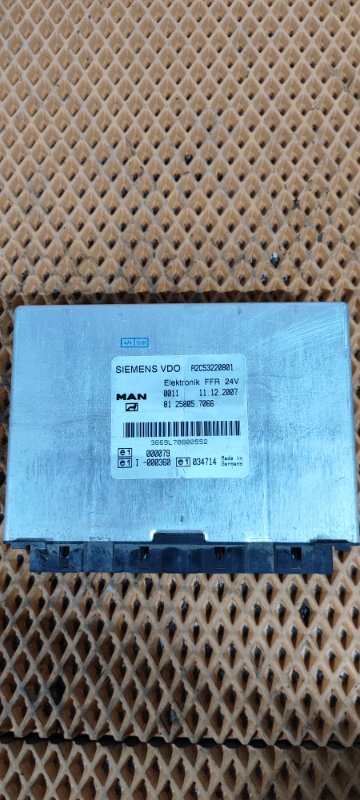 SIEMENS VDO A2C53220801
Elektronik FFR 24V
MAN 0011 11.12.2007
81 25805 7066
3669L70800552
e1 000079
e1 I -000360 e1 034714 Made in Germany